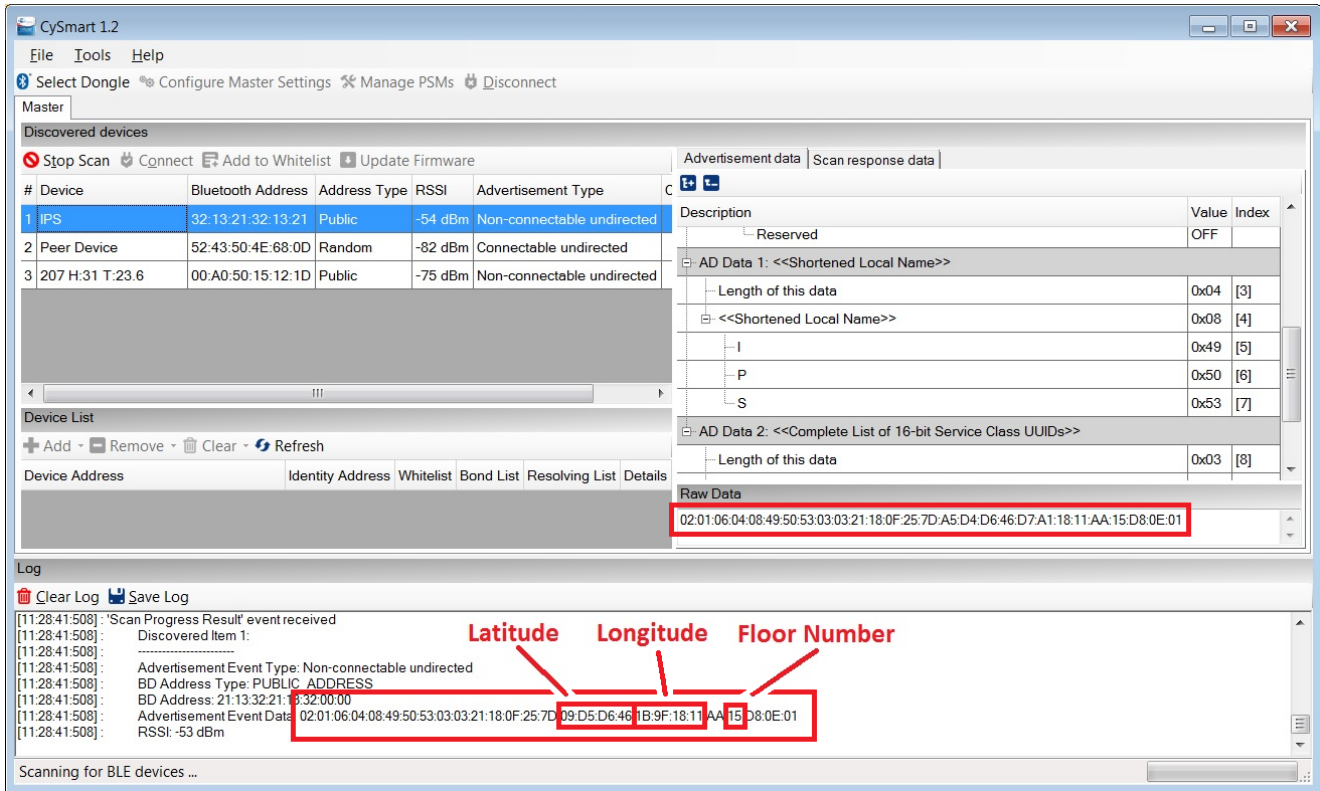 CySmart 1.2
File Tools Help
Select Dongle Configure Master Settings Manage PSMs Disconnect
Master
Discovered devices
Stop Scan Connect Add to Whitelist Update Firmware
# Device Bluetooth Address Address Type RSSI Advertisement Type C
1 IPS 32:13:21:32:13:21 Public -54 dBm Non-connectable undirected
2 Peer Device 52:43:50:4E:68:0D Random -82 dBm Connectable undirected
3 207 H:31 T:23.6 00:A0:50:15:12:1D Public -75 dBm Non-connectable undirected
Device List
Add Remove Clear Refresh
Device Address Identity Address Whitelist Bond List Resolving List Details
Advertisement data Scan response data
Description Value Index
Reserved OFF
AD Data 1: <<Shortened Local Name>>
Length of this data 0x04 [3]
<<Shortened Local Name>> 0x08 [4]
I 0x49 [5]
P 0x50 [6]
S 0x53 [7]
AD Data 2: <<Complete List of 16-bit Service Class UUIDs>>
Length of this data 0x03 [8]
Raw Data
02:01:06:04:08:49:50:53:03:03:21:18:0F:25:7D:A5:D4:D6:46:D7:A1:18:11:AA:15:D8:0E:01
Log
Clear Log Save Log
[11:28:41:508] : 'Scan Progress Result' event received
[11:28:41:508] : Discovered Item 1:
[11:28:41:508] : ------------------------
[11:28:41:508] : Advertisement Event Type: Non-connectable undirected
[11:28:41:508] : BD Address Type: PUBLIC_ADDRESS
[11:28:41:508] : BD Address: 21:13:32:21:13:32:00:00
[11:28:41:508] : Advertisement Event Data: 02:01:06:04:08:49:50:53:03:03:21:18:0F:25:7D:09:D5:D6:46:1B:9F:18:11:AA:15:D8:0E:01
[11:28:41:508] : RSSI: -53 dBm
Latitude Longitude Floor Number
Scanning for BLE devices ...